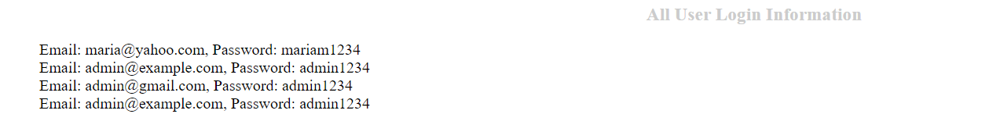 All User Login Information
Email: maria@yahoo.com, Password: mariam1234
Email: admin@example.com, Password: admin1234
Email: admin@gmail.com, Password: admin1234
Email: admin@example.com, Password: admin1234